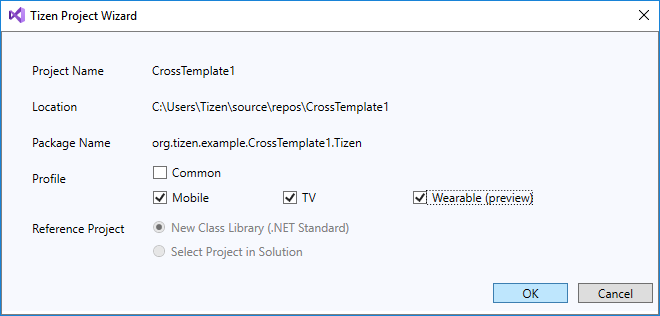 Tizen Project Wizard
Project Name CrossTemplate1
Location C:\Users\Tizen\source\repos\CrossTemplate1
Package Name org.tizen.example.CrossTemplate1.Tizen
Profile Common
Mobile TV Wearable (preview)
Reference Project New Class Library (.NET Standard)
Select Project in Solution
OK Cancel